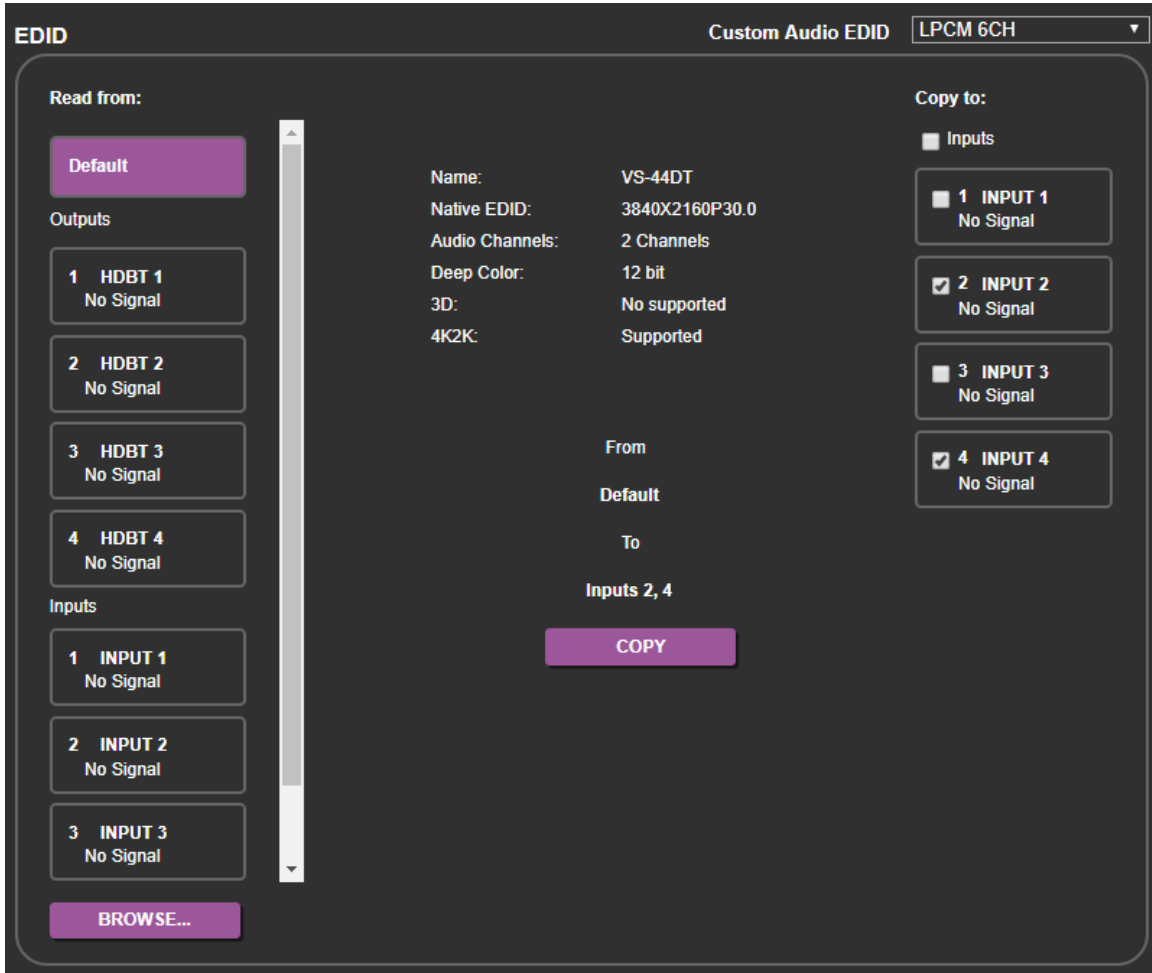 EDID
Custom Audio EDID LPCM 6CH
Read from:
Default
Outputs
1 HDBT 1
No Signal
2 HDBT 2
No Signal
3 HDBT 3
No Signal
4 HDBT 4
No Signal
Inputs
1 INPUT 1
No Signal
2 INPUT 2
No Signal
3 INPUT 3
No Signal
BROWSE...
Name: VS-44DT
Native EDID: 3840X2160P30.0
Audio Channels: 2 Channels
Deep Color: 12 bit
3D: No supported
4K2K: Supported
From
Default
To
Inputs 2, 4
COPY
Copy to:
Inputs
1 INPUT 1
No Signal
2 INPUT 2
No Signal
3 INPUT 3
No Signal
4 INPUT 4
No Signal